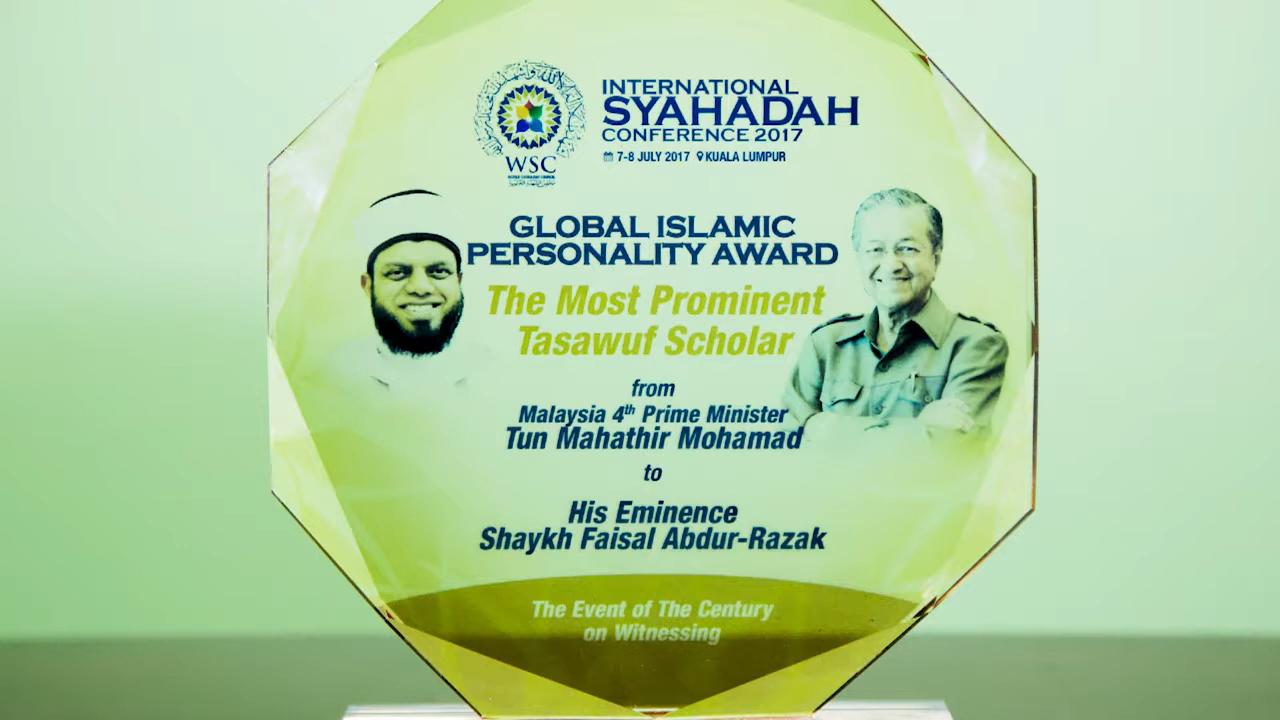 INTERNATIONAL
SYAHADAH
CONFERENCE 2017
7-8 JULY 2017 KUALA LUMPUR
WSC
GLOBAL ISLAMIC
PERSONALITY AWARD
The Most Prominent
Tasawuf Scholar
from
Malaysia 4th Prime Minister
Tun Mahathir Mohamad
to
His Eminence
Shaykh Faisal Abdur-Razak
The Event of The Century
on Witnessing